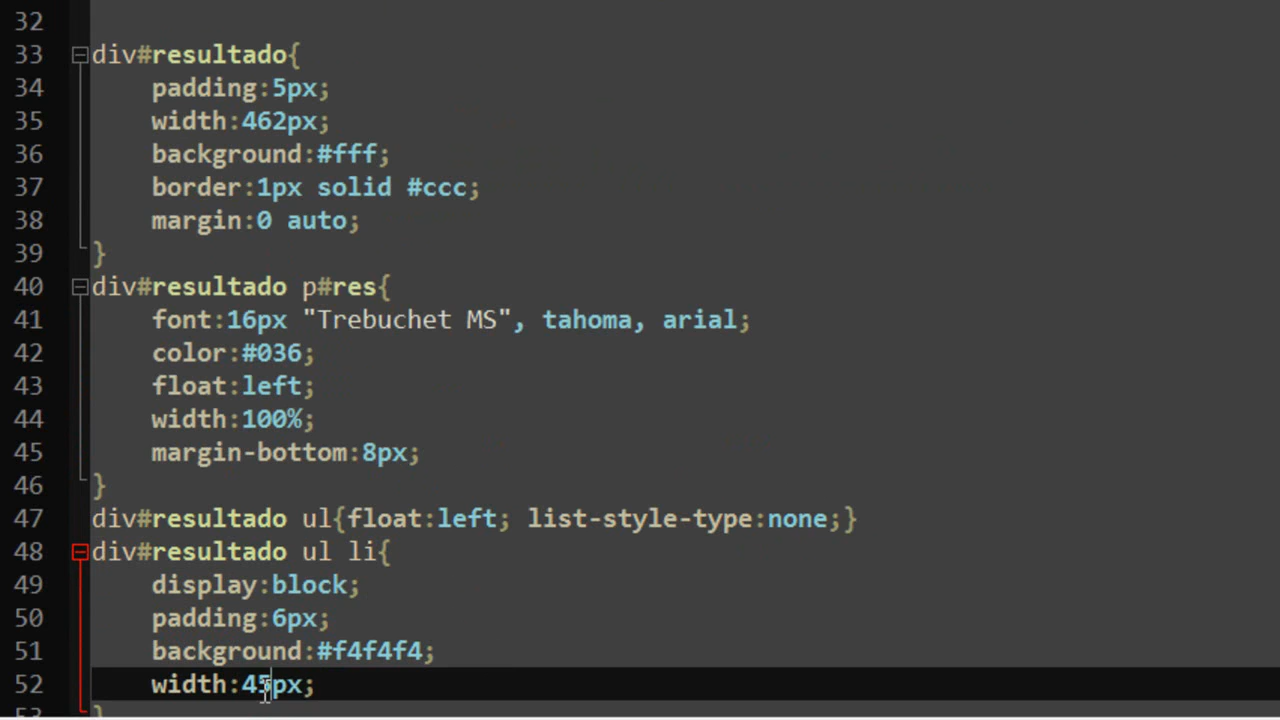 32
33 div#resultado{
34 padding:5px;
35 width:462px;
36 background:#fff;
37 border:1px solid #ccc;
38 margin:0 auto;
39 }
40 div#resultado p#res{
41 font:16px "Trebuchet MS", tahoma, arial;
42 color:#036;
43 float:left;
44 width:100%;
45 margin-bottom:8px;
46 }
47 div#resultado ul{float:left; list-style-type:none;}
48 div#resultado ul li{
49 display:block;
50 padding:6px;
51 background:#f4f4f4;
52 width:45px;
53 }